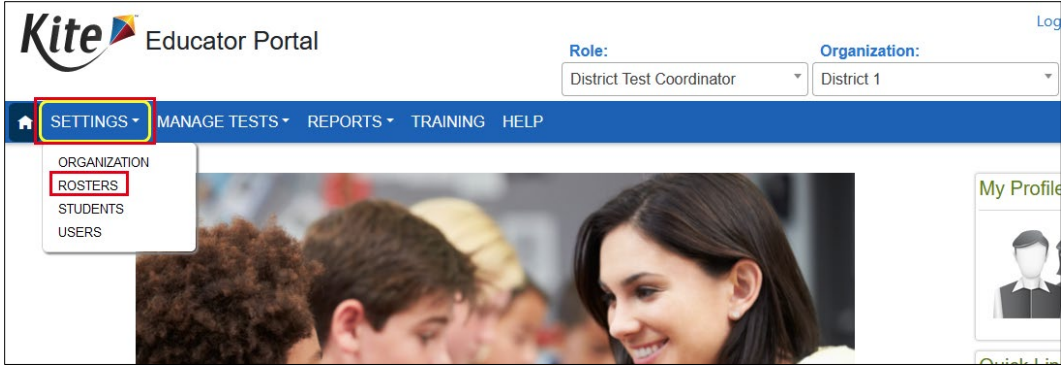 Kite Educator Portal
Log
Role:
Organization:
District Test Coordinator
District 1
SETTINGS MANAGE TESTS REPORTS TRAINING HELP
ORGANIZATION
ROSTERS
STUDENTS
USERS
My Profile